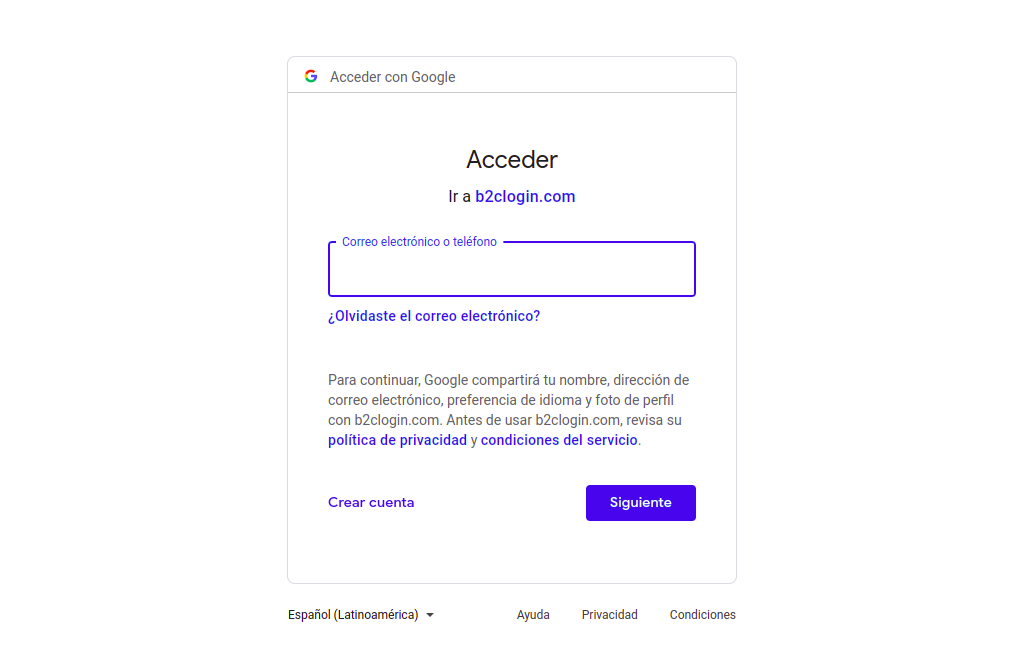 Acceder con Google
Acceder
Ir a b2clogin.com
Correo electrónico o teléfono
¿Olvidaste el correo electrónico?
Para continuar, Google compartirá tu nombre, dirección de
correo electrónico, preferencia de idioma y foto de perfil
con b2clogin.com. Antes de usar b2clogin.com, revisa su
política de privacidad y condiciones del servicio.
Crear cuenta
Siguiente
Español (Latinoamérica)
Ayuda
Privacidad
Condiciones